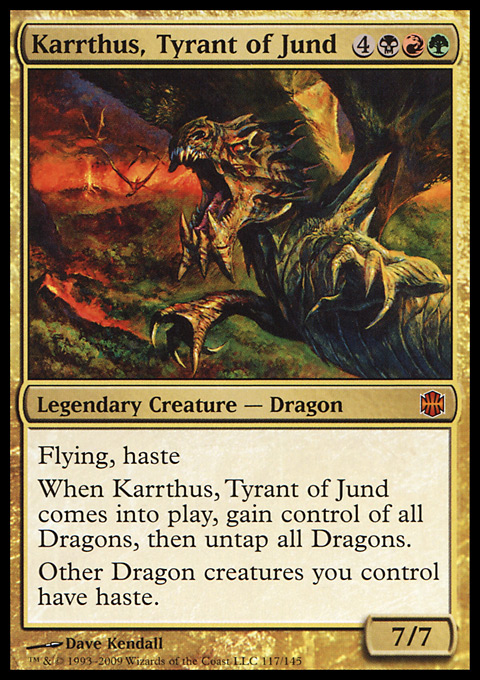 Karrthus, Tyrant of Jund 4
Legendary Creature — Dragon
Flying, haste
When Karrthus, Tyrant of Jund
comes into play, gain control of all
Dragons, then untap all Dragons.
Other Dragon creatures you control
have haste.
Dave Kendall
7/7
™ & © 1993-2009 Wizards of the Coast LLC 117/145